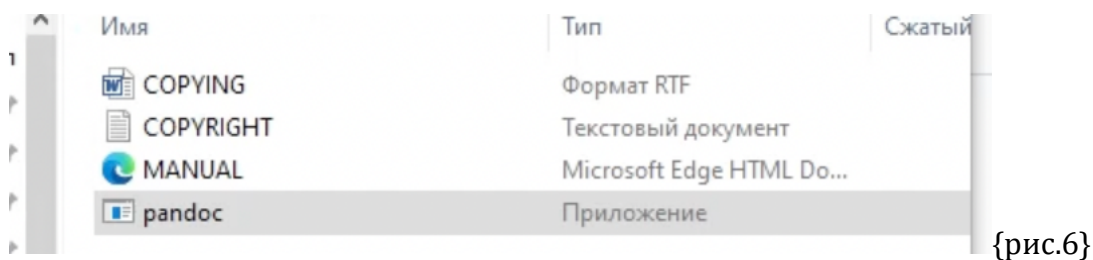 Имя Тип Сжатый
COPYING Формат RTF
COPYRIGHT Текстовый документ
MANUAL Microsoft Edge HTML Do...
pandoc Приложение
{рис.6}